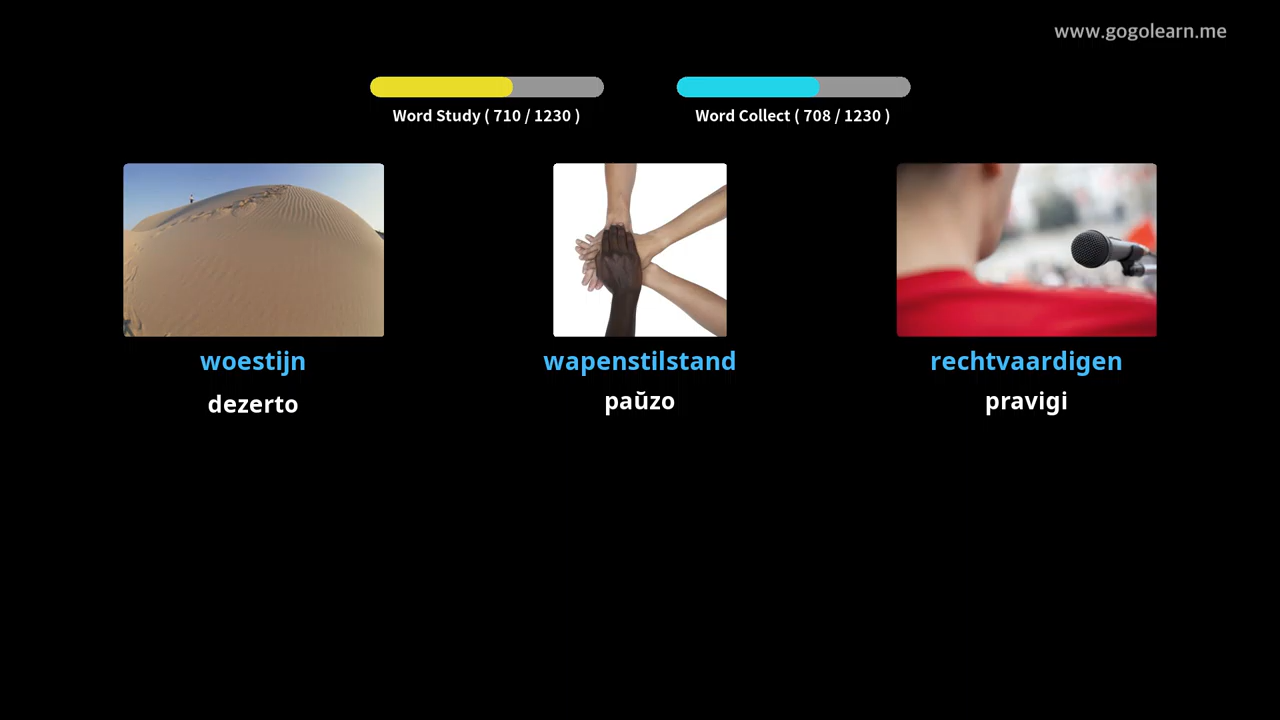 www.gogolearn.me
Word Study ( 710 / 1230 )
Word Collect ( 708 / 1230 )
woestijn
wapenstilstand
rechtvaardigen
dezerto
paŭzo
pravigi